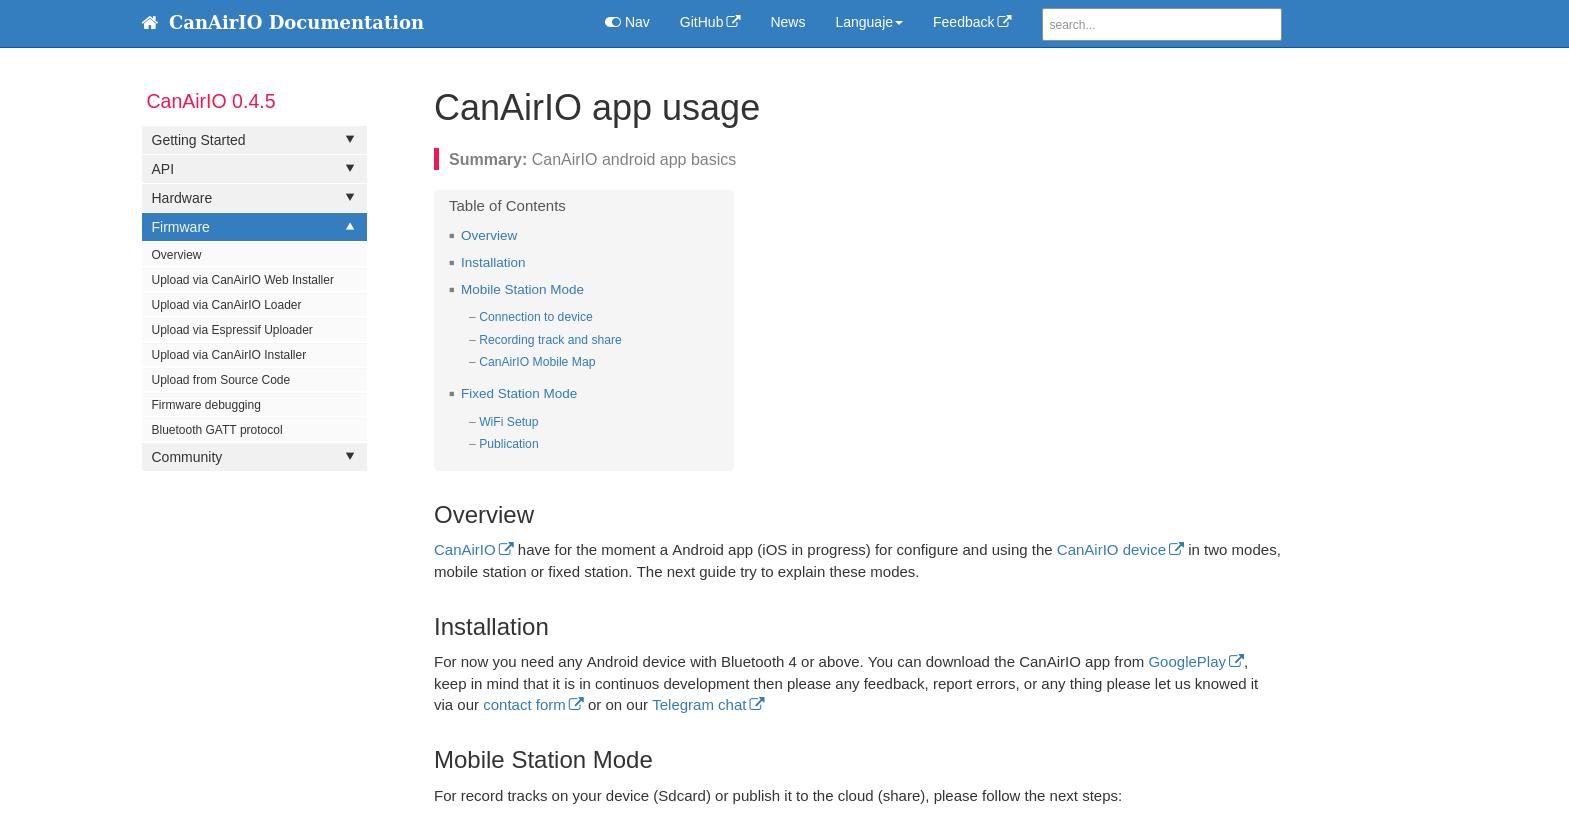 CanAirIO Documentation
Nav
GitHub
News
Languaje
Feedback
search...
CanAirIO 0.4.5
Getting Started
API
Hardware
Firmware
Overview
Upload via CanAirIO Web Installer
Upload via CanAirIO Loader
Upload via Espressif Uploader
Upload via CanAirIO Installer
Upload from Source Code
Firmware debugging
Bluetooth GATT protocol
Community
CanAirIO app usage
Summary: CanAirIO android app basics
Table of Contents
Overview
Installation
Mobile Station Mode
– Connection to device
– Recording track and share
– CanAirIO Mobile Map
Fixed Station Mode
– WiFi Setup
– Publication
Overview
CanAirIO have for the moment a Android app (iOS in progress) for configure and using the CanAirIO device in two modes,
mobile station or fixed station. The next guide try to explain these modes.
Installation
For now you need any Android device with Bluetooth 4 or above. You can download the CanAirIO app from GooglePlay,
keep in mind that it is in continuos development then please any feedback, report errors, or any thing please let us knowed it
via our contact form or on our Telegram chat
Mobile Station Mode
For record tracks on your device (Sdcard) or publish it to the cloud (share), please follow the next steps: